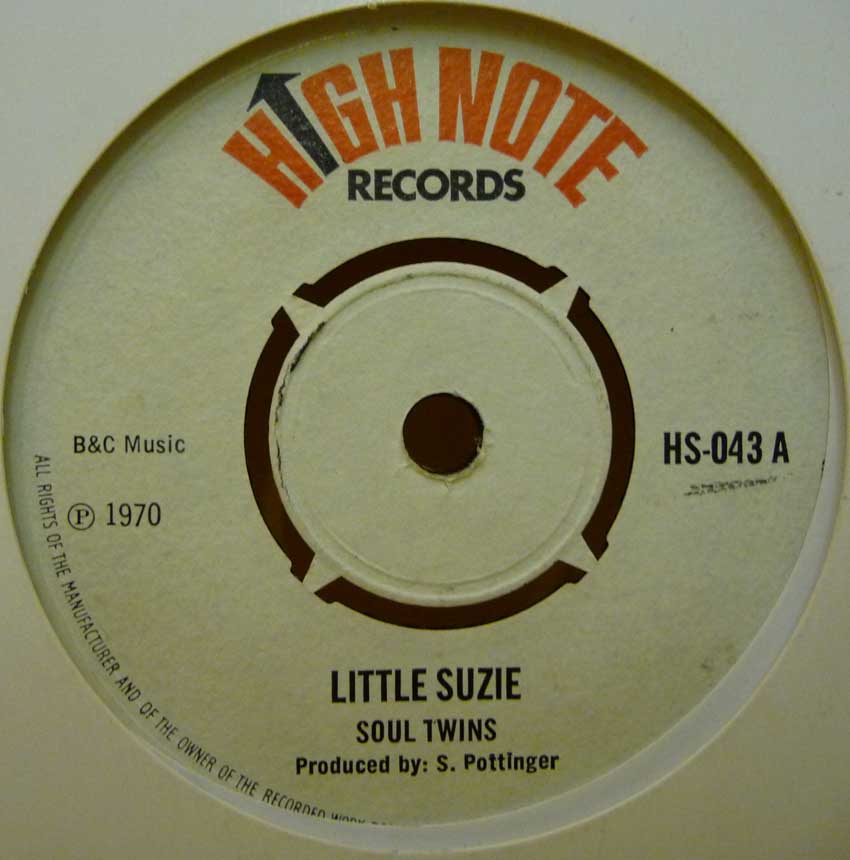 HIGH NOTE
RECORDS
B&C Music
HS-043 A
℗ 1970
LITTLE SUZIE
SOUL TWINS
Produced by: S. Pottinger
ALL RIGHTS OF THE MANUFACTURER AND OF THE OWNER OF THE RECORDED WORK